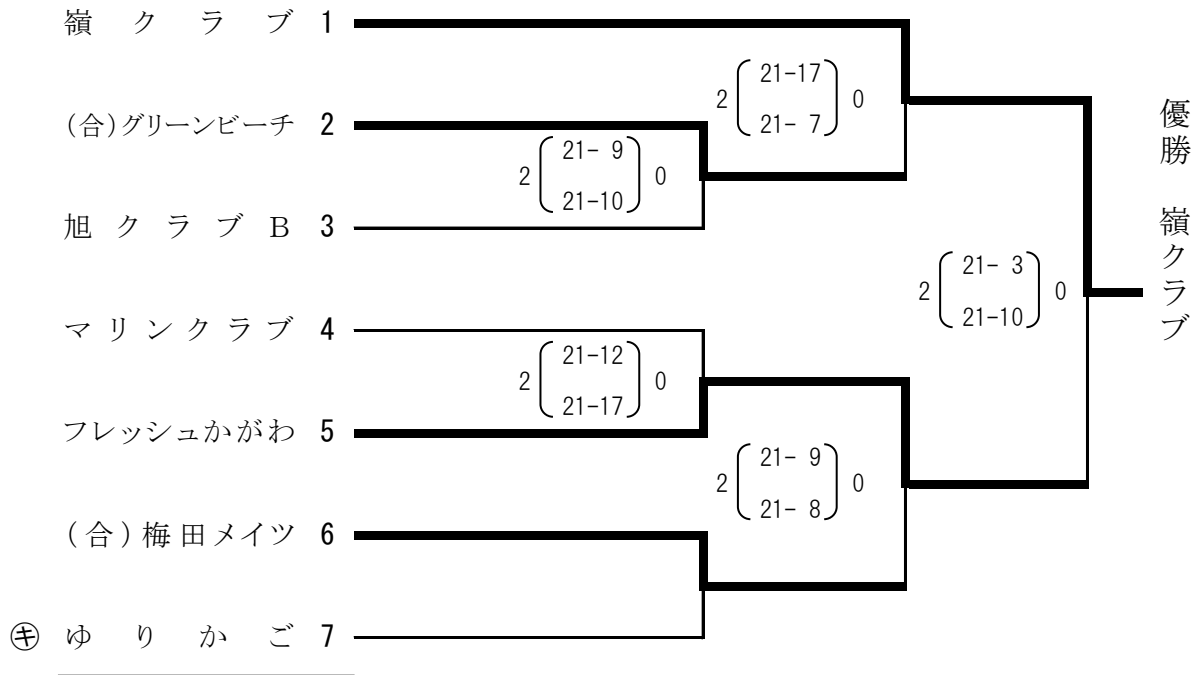 嶺クラブ 1
(合)グリーンビーチ 2
旭クラブB 3
マリンクラブ 4
フレッシュかがわ 5
(合)梅田メイツ 6
㋖ ゆりかご 7
2 21-9 0
21-10
2 21-12 0
21-17
2 21-17 0
21-7
2 21-9 0
21-8
2 21-3 0
21-10
優勝 嶺クラブ